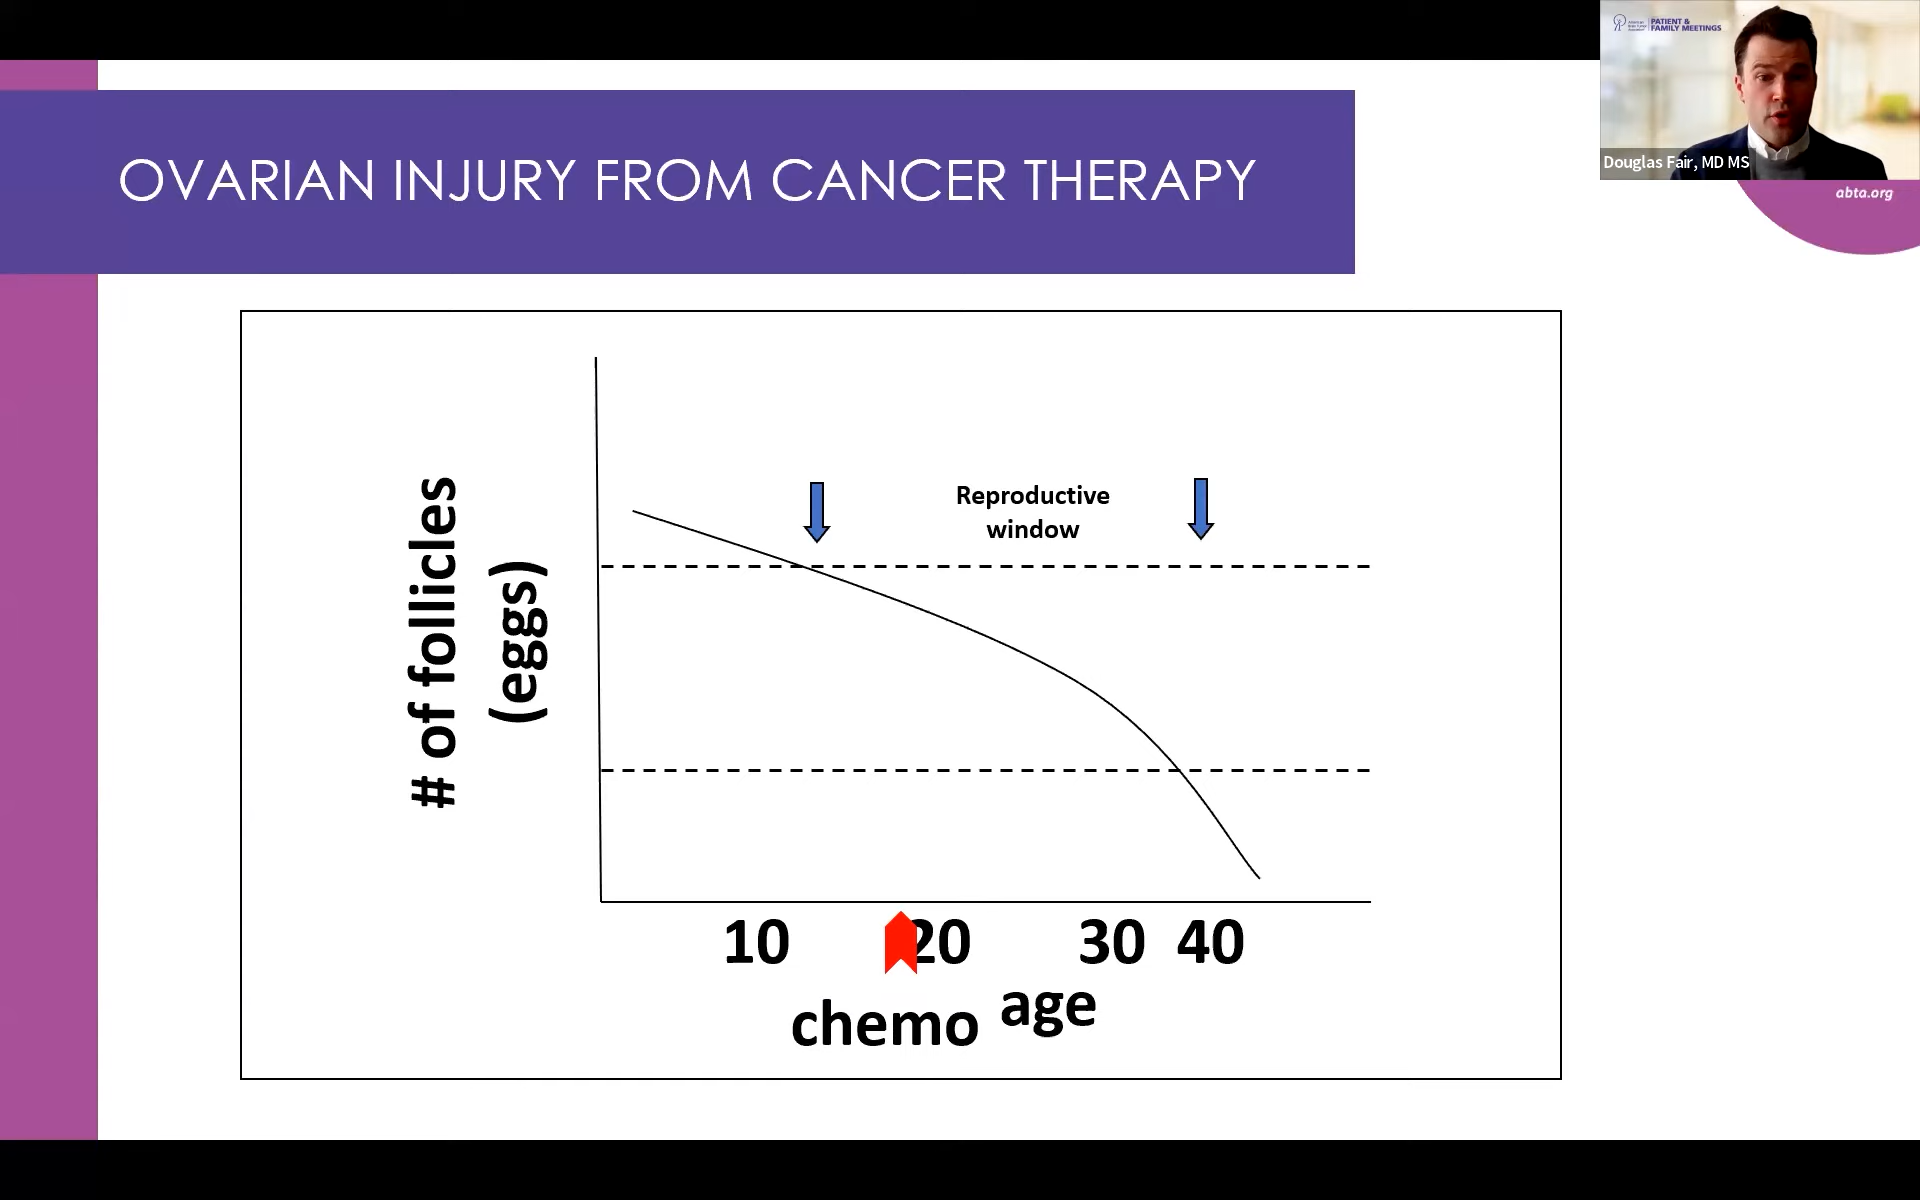 PATIENT &
FAMILY MEETINGS
Douglas Fair, MD MS
abta.org
OVARIAN INJURY FROM CANCER THERAPY
# of follicles
(eggs)
Reproductive
window
10 20 30 40
chemo age